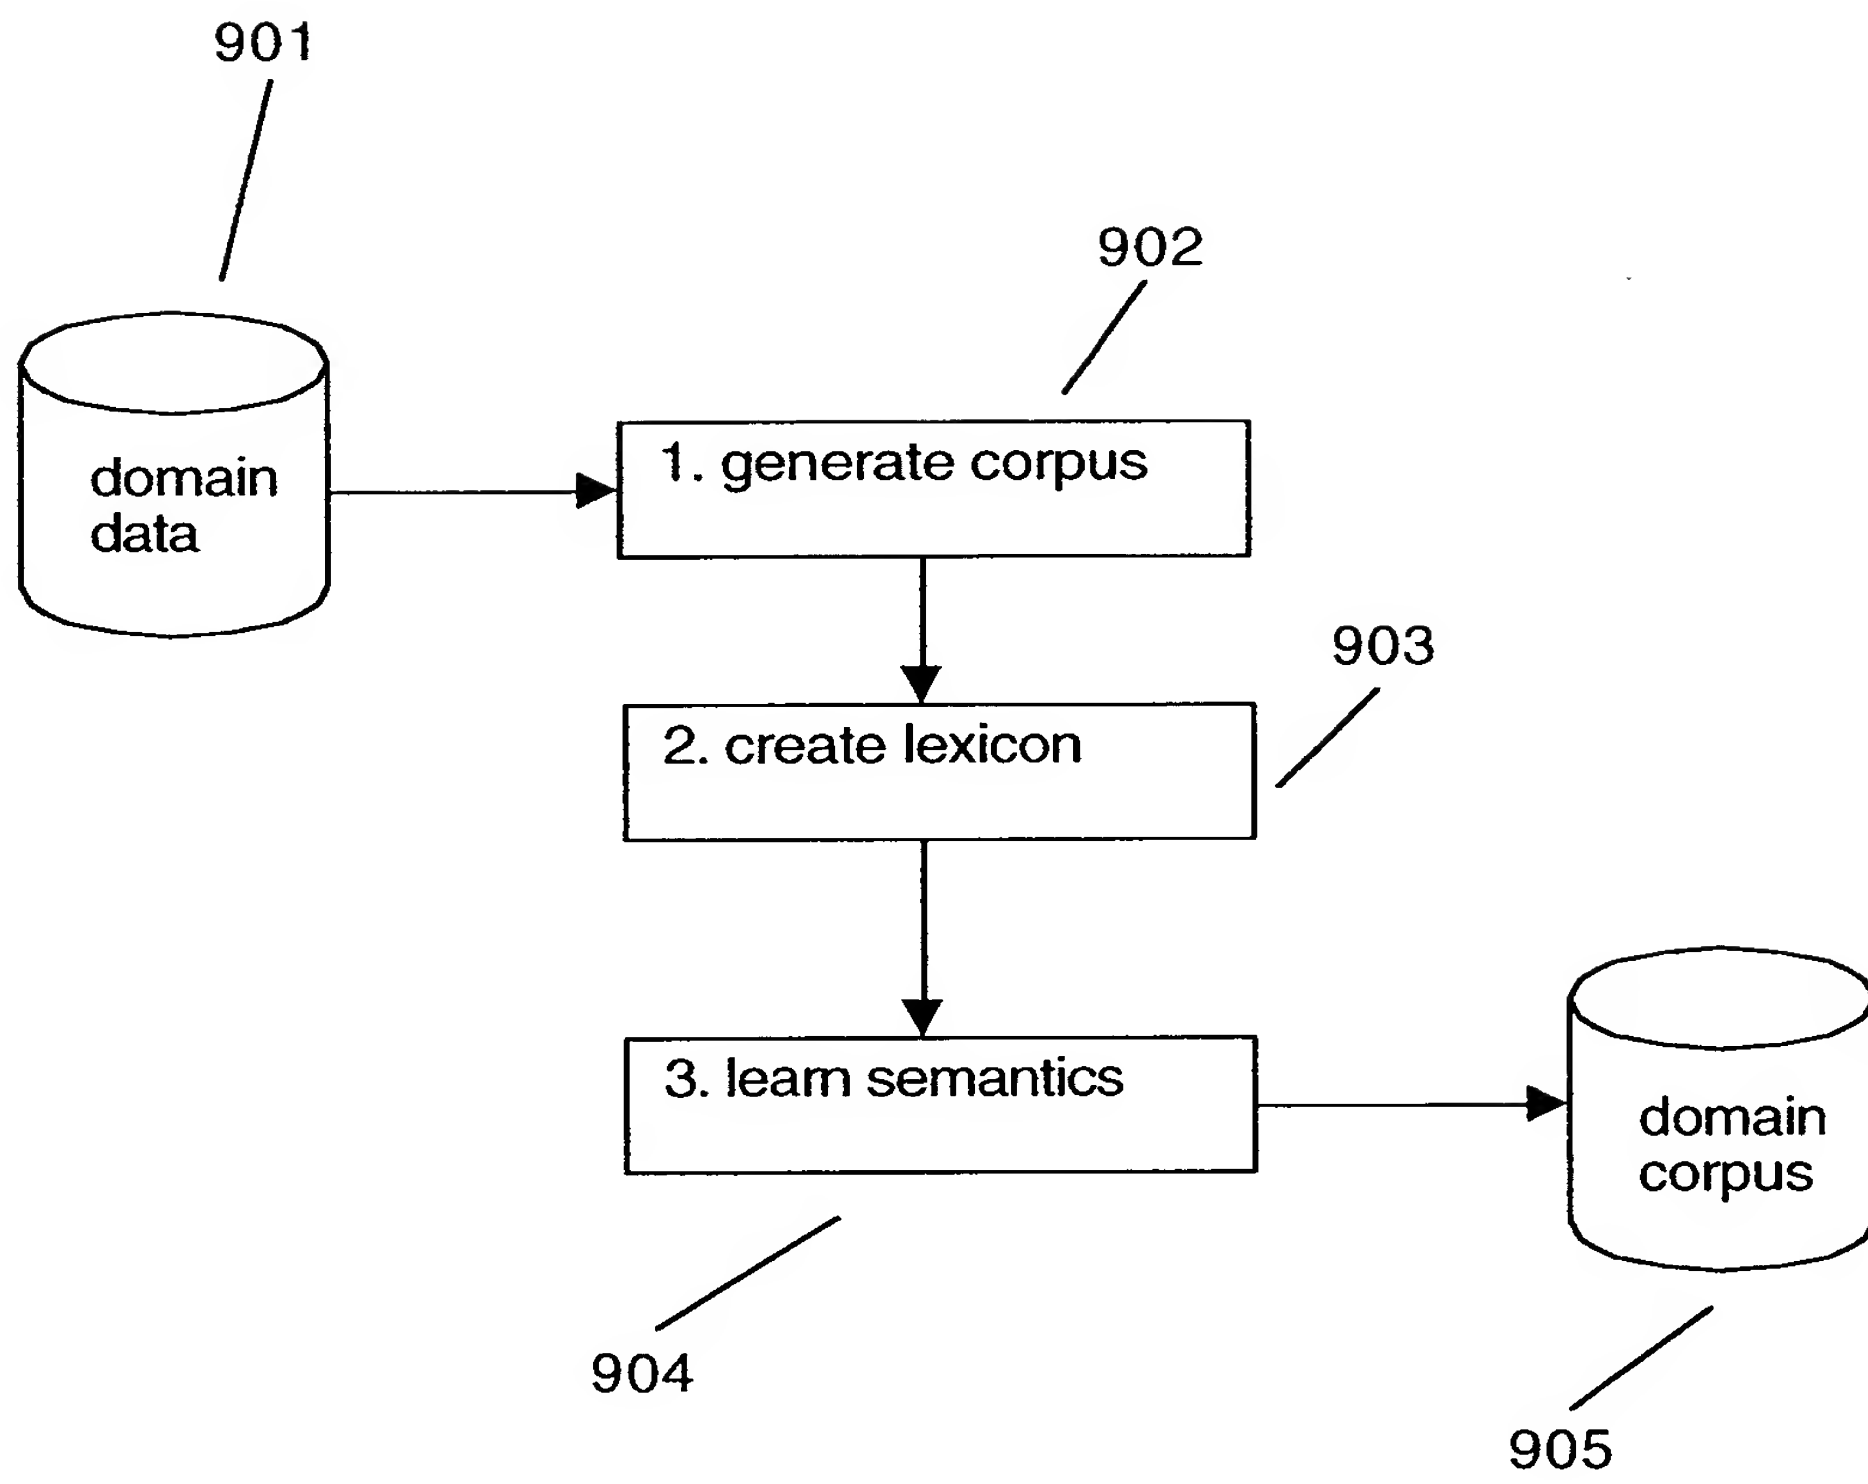 901
902
1. generate corpus
domain
data
903
2. create lexicon
3. learn semantics
domain
corpus
904
905